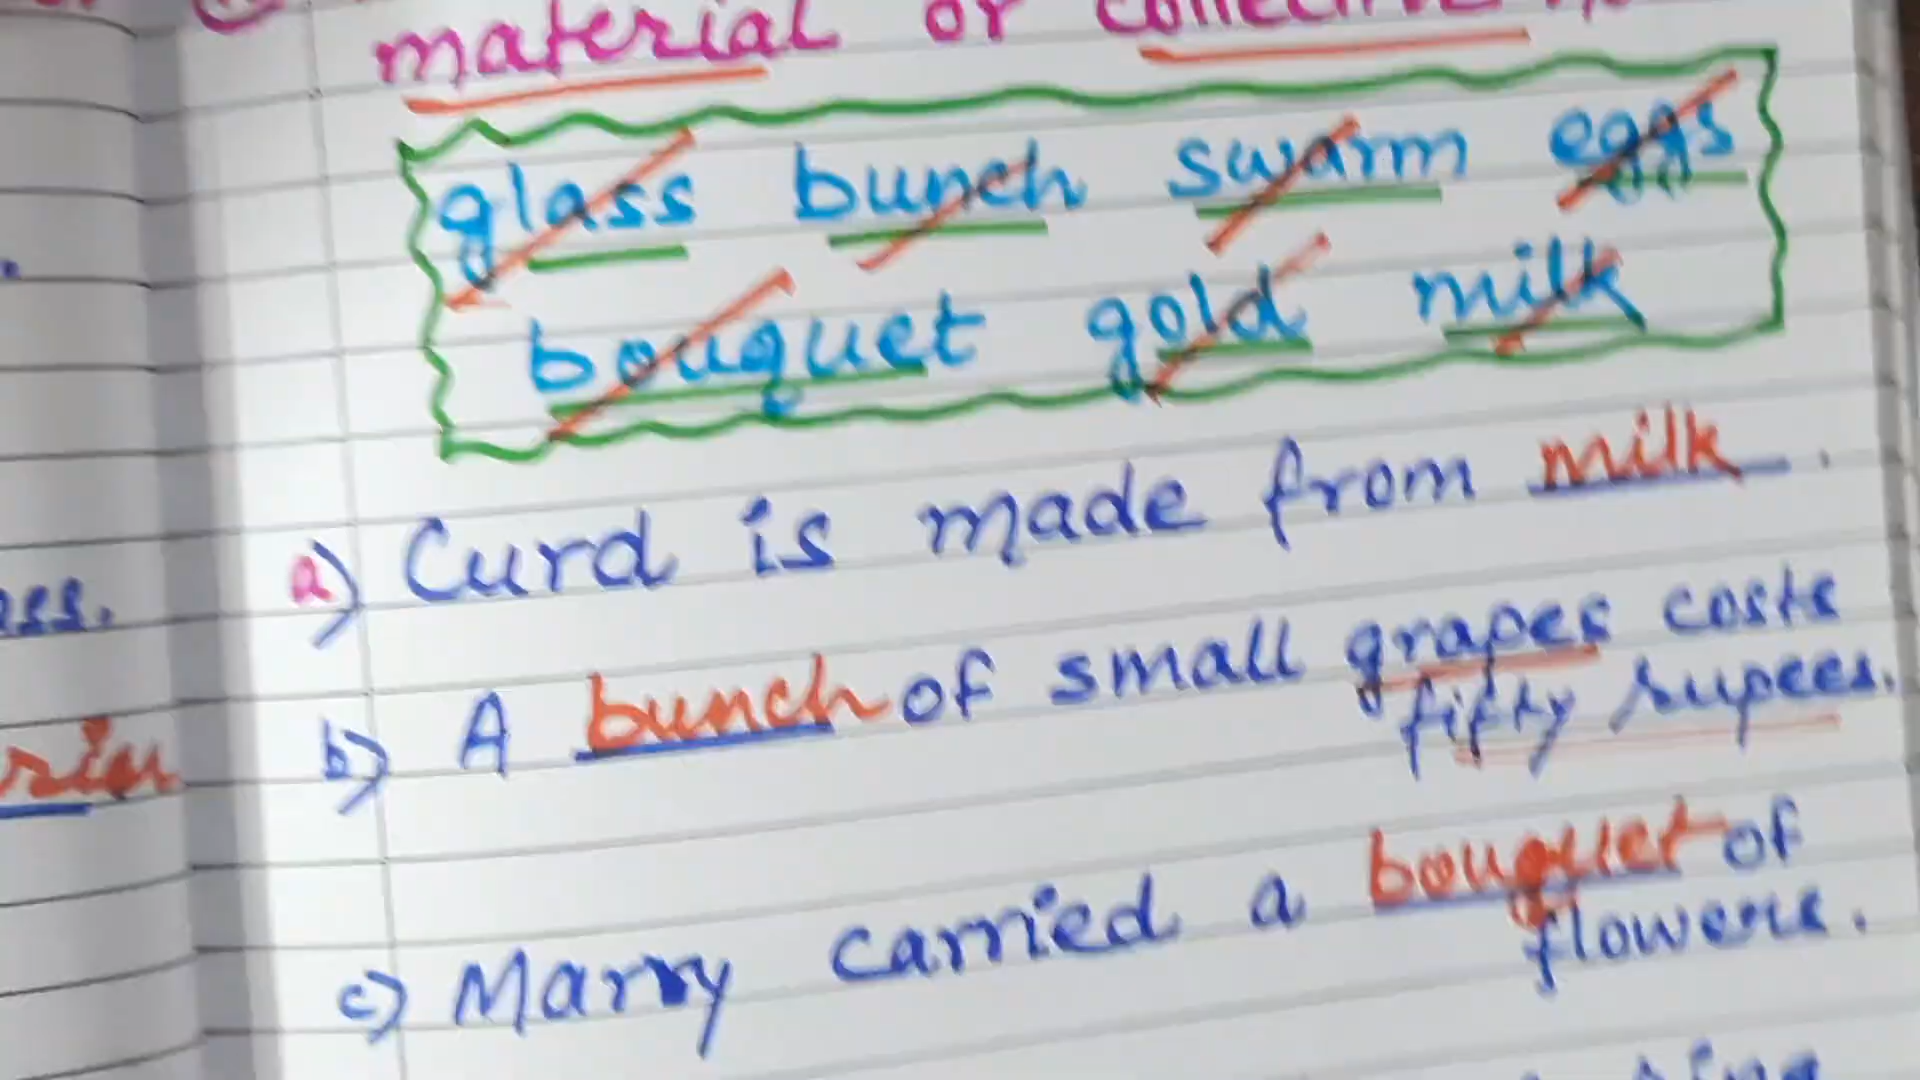 material or collective
glass bunch swarm eggs
bouquet gold milk
a) Curd is made from milk.
b) A bunch of small grapes costs
fifty rupees.
c) Marry carried a bouquet of
flowers.